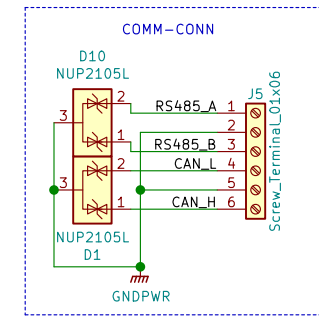 COMM-CONN
D10
NUP2105L
J5
3
2
1
RS485_A
RS485_B
1
2
3
4
5
6
Screw_Terminal_01x06
3
2
1
CAN_L
CAN_H
NUP2105L
D1
GNDPWR